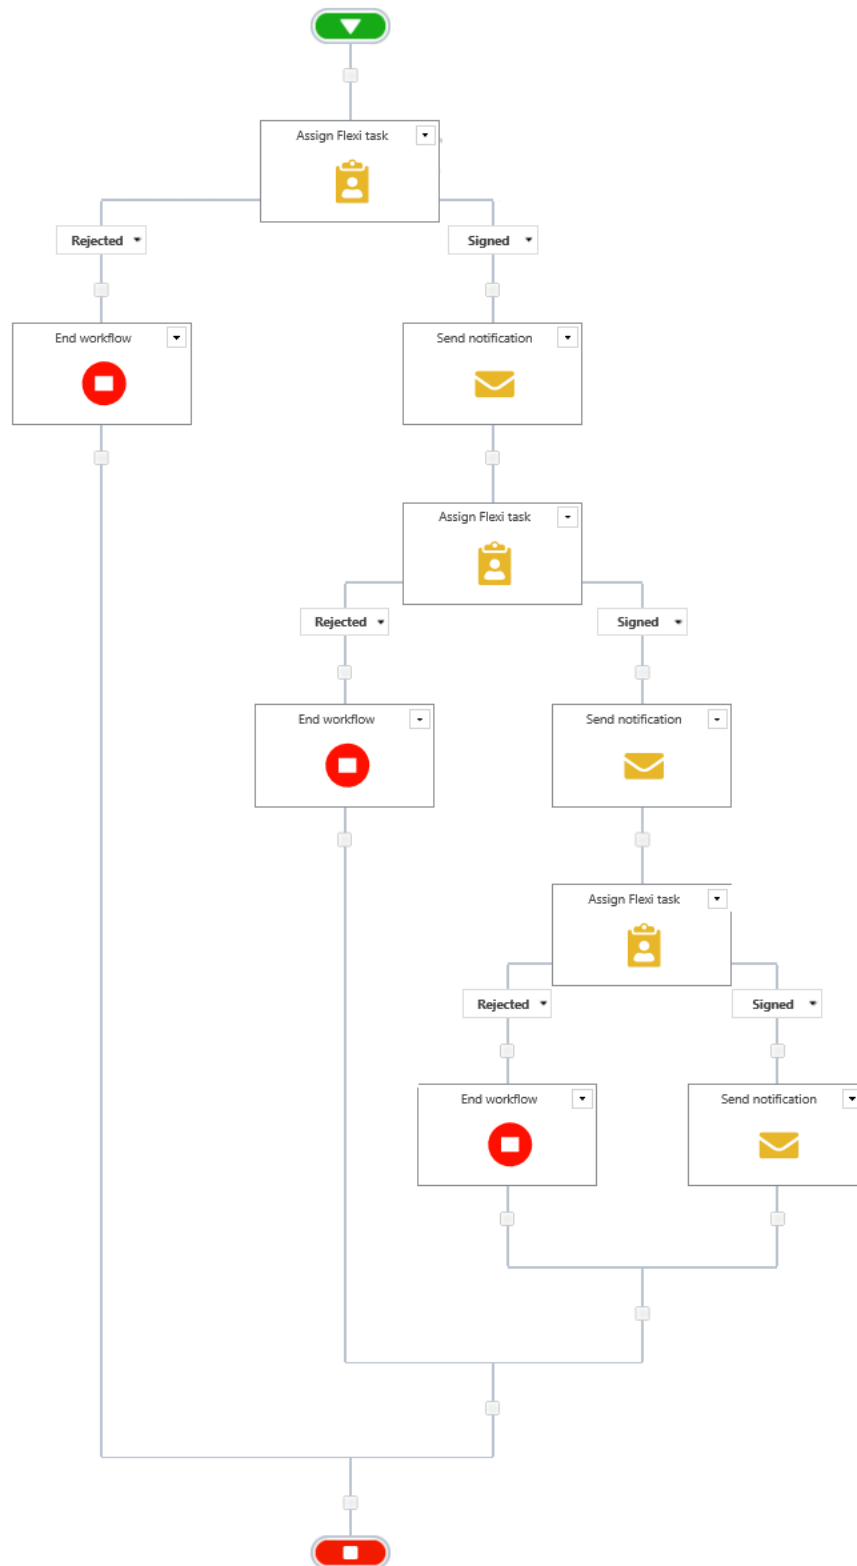 Assign Flexi task
Rejected
Signed
End workflow
Send notification
Assign Flexi task
Rejected
Signed
End workflow
Send notification
Assign Flexi task
Rejected
Signed
End workflow
Send notification